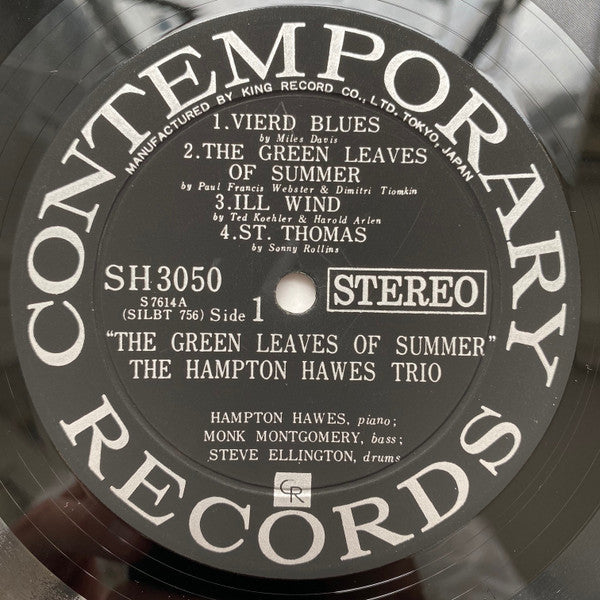 CONTEMPORARY
MANUFACTURED BY KING RECORD CO., LTD. TOKYO, JAPAN
1.VIERD BLUES
by Miles Davis
2.THE GREEN LEAVES
OF SUMMER
by Paul Francis Webster & Dimitri Tiomkin
3.ILL WIND
by Ted Koehler & Harold Arlen
4.ST. THOMAS
by Sonny Rollins
SH3050
STEREO
S7614A
(SILBT 756) Side 1
"THE GREEN LEAVES OF SUMMER"
THE HAMPTON HAWES TRIO
HAMPTON HAWES, piano;
MONK MONTGOMERY, bass;
STEVE ELLINGTON, drums
CR
RECORDS